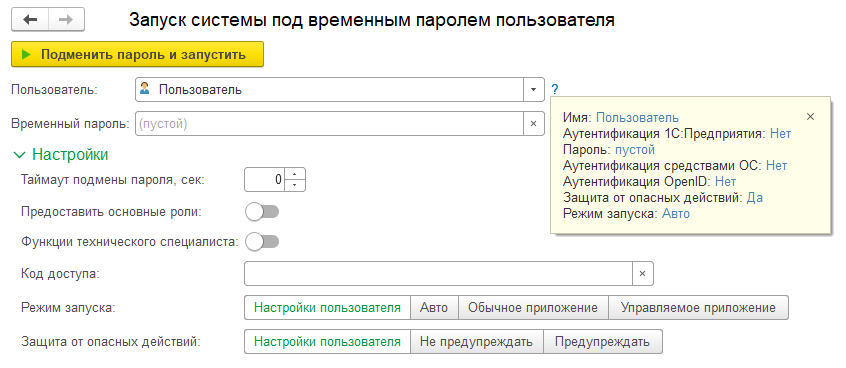 Запуск системы под временным паролем пользователя
Подменить пароль и запустить
Пользователь: Пользователь ?
Временный пароль: (пустой) ×
Имя: Пользователь ×
Аутентификация 1С:Предприятия: Нет
Пароль: пустой
Аутентификация средствами ОС: Нет
Аутентификация OpenID: Нет
Защита от опасных действий: Да
Режим запуска: Авто
Настройки
Таймаут подмены пароля, сек: 0
Предоставить основные роли:
Функции технического специалиста:
Код доступа: ×
Режим запуска: Настройки пользователя Авто Обычное приложение Управляемое приложение
Защита от опасных действий: Настройки пользователя Не предупреждать Предупреждать